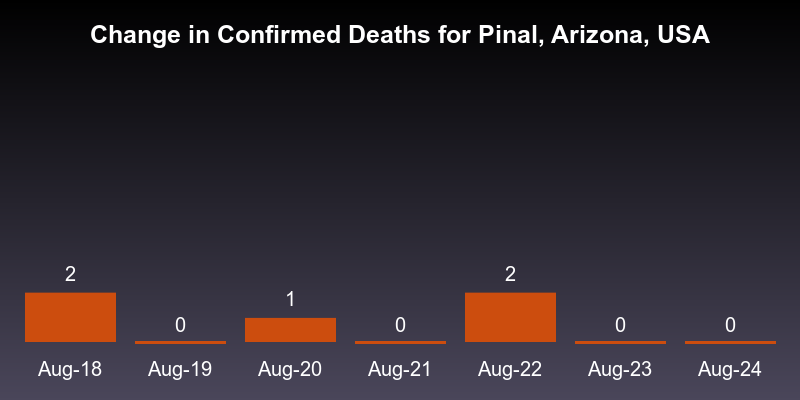 Change in Confirmed Deaths for Pinal, Arizona, USA
2 0 1 0 2 0 0
Aug-18 Aug-19 Aug-20 Aug-21 Aug-22 Aug-23 Aug-24